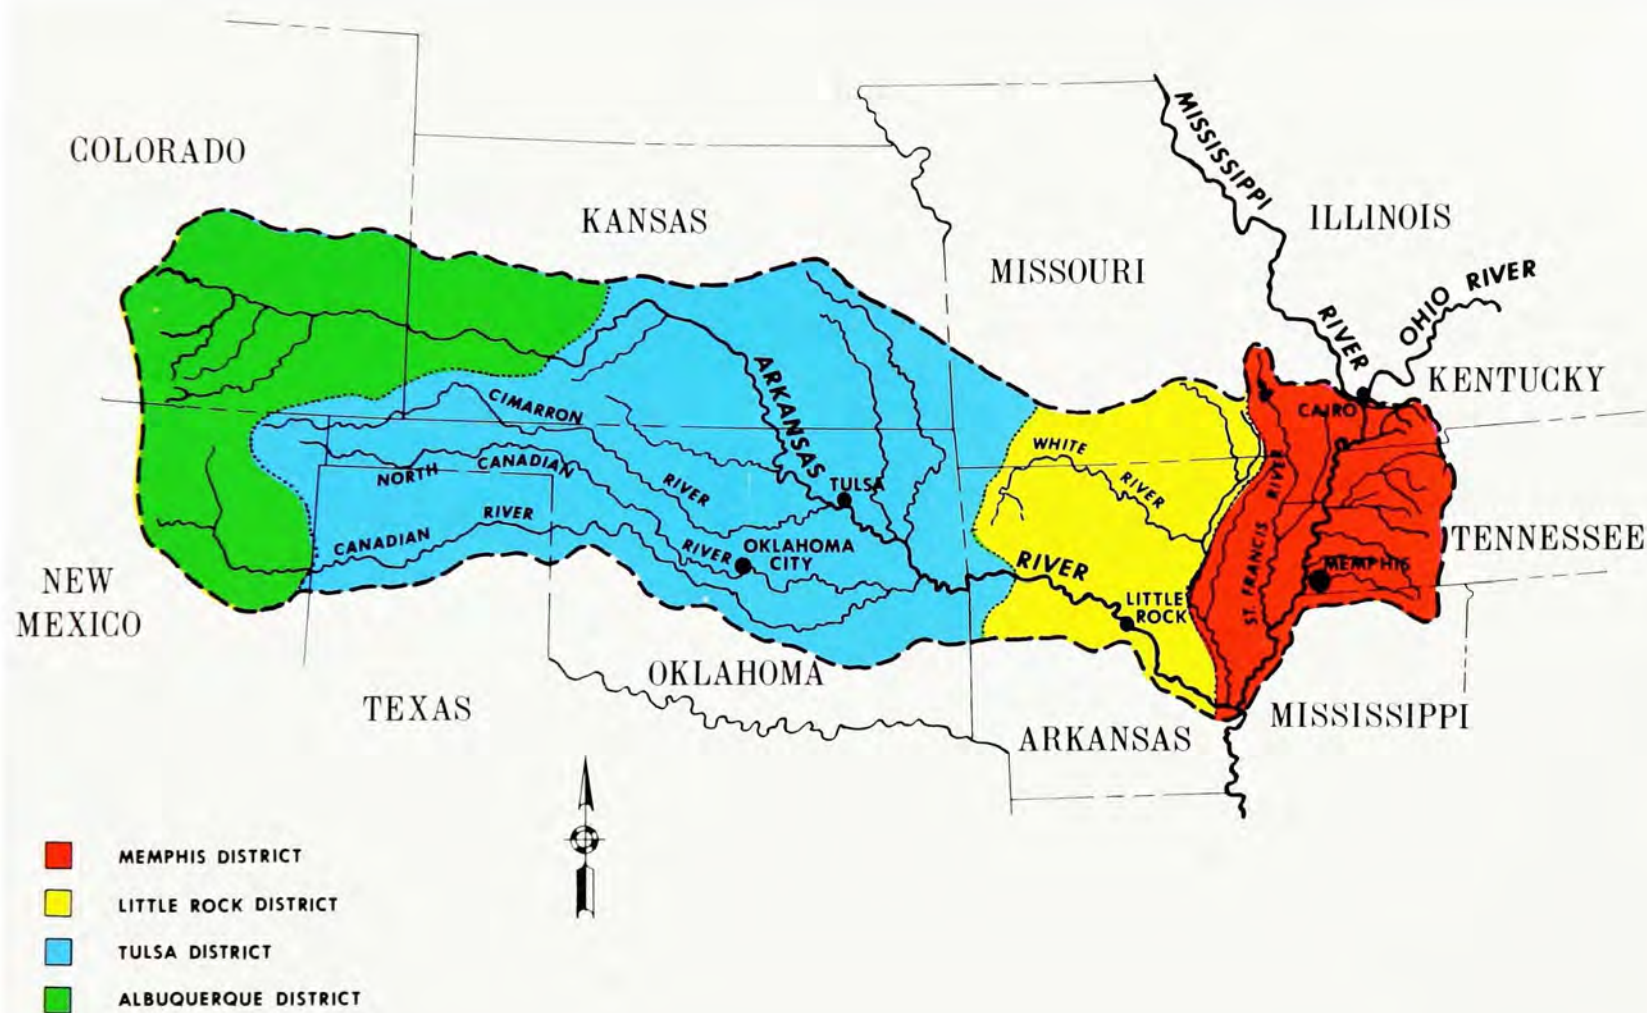 COLORADO
KANSAS
MISSOURI
ILLINOIS
MISSISSIPPI
RIVER
OHIO RIVER
KENTUCKY
CAIRO
CIMARRON
RIVER
ARKANSAS
RIVER
WHITE
RIVER
NORTH CANADIAN
RIVER
CANADIAN RIVER
TULSA
OKLAHOMA
CITY
LITTLE
ROCK
ST. FRANCIS RIVER
MEMPHIS
TENNESSEE
NEW
MEXICO
TEXAS
OKLAHOMA
ARKANSAS
MISSISSIPPI
MEMPHIS DISTRICT
LITTLE ROCK DISTRICT
TULSA DISTRICT
ALBUQUERQUE DISTRICT